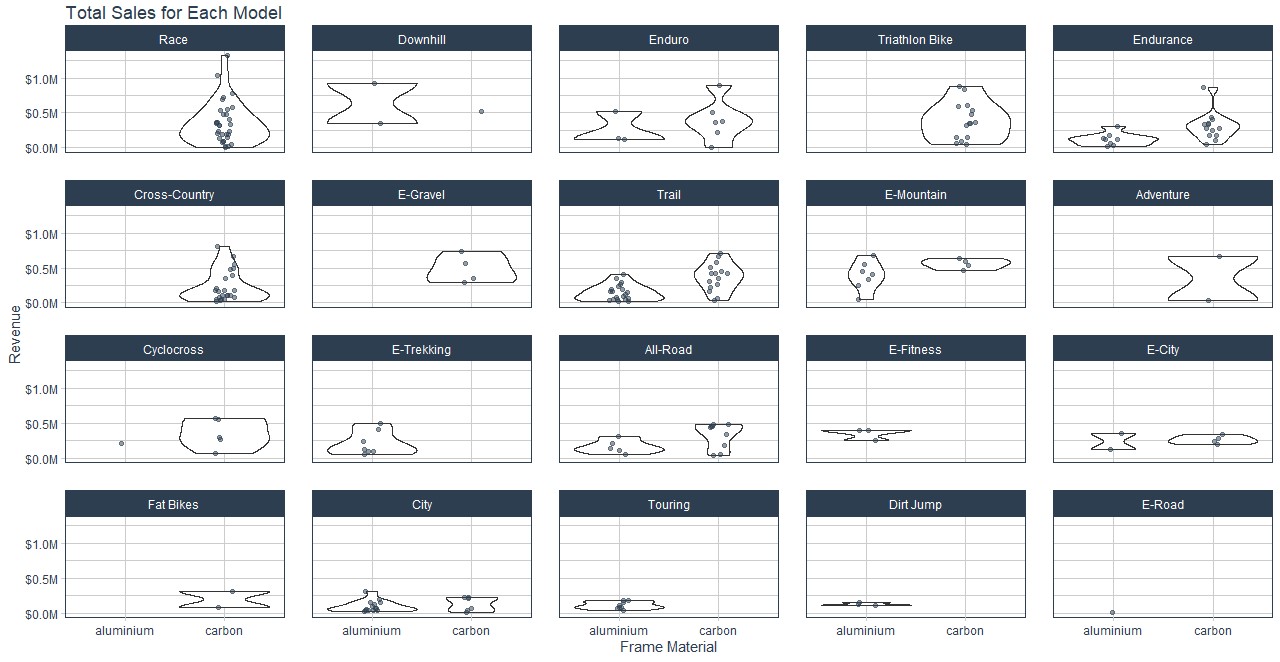 Total Sales for Each Model
Race Downhill Enduro Triathlon Bike Endurance
$1.0M
$0.5M
$0.0M
Cross-Country E-Gravel Trail E-Mountain Adventure
$1.0M
$0.5M
$0.0M
Revenue
Cyclocross E-Trekking All-Road E-Fitness E-City
$1.0M
$0.5M
$0.0M
Fat Bikes City Touring Dirt Jump E-Road
$1.0M
$0.5M
$0.0M
aluminium carbon aluminium carbon aluminium carbon aluminium carbon aluminium carbon
Frame Material